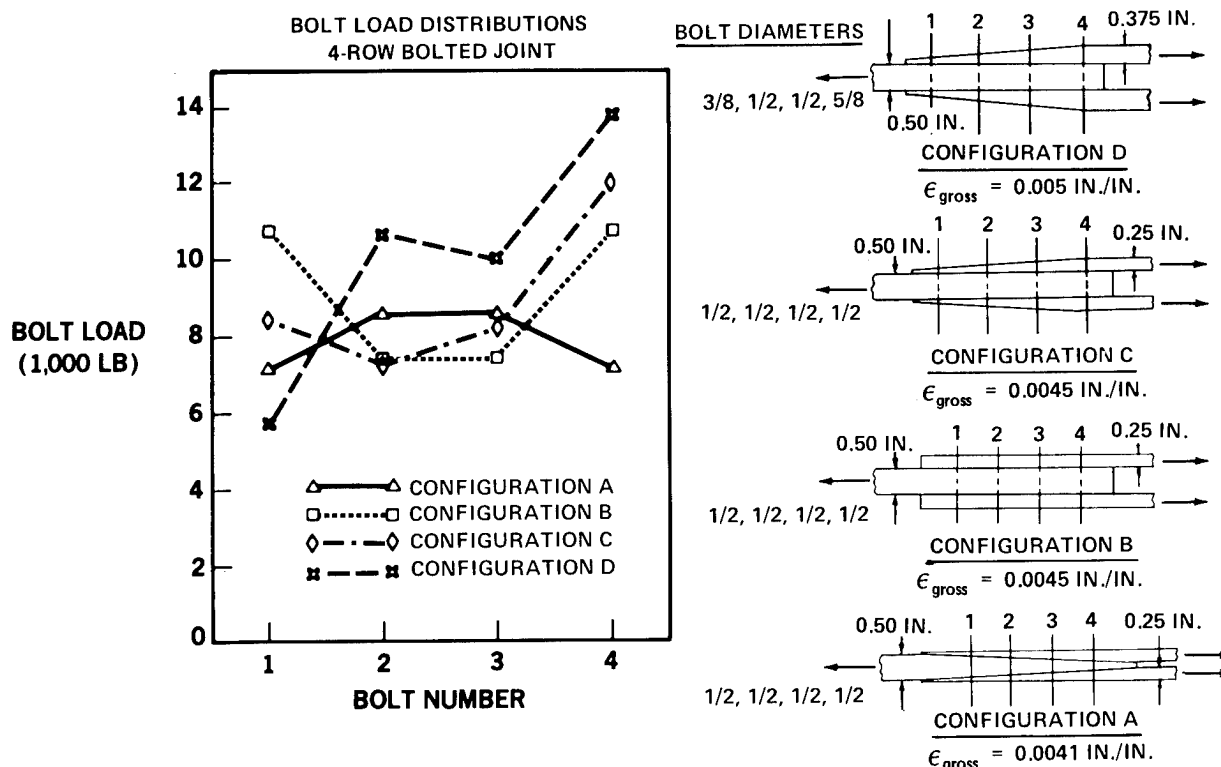 BOLT LOAD DISTRIBUTIONS
4-ROW BOLTED JOINT
BOLT LOAD
(1,000 LB)
14
12
10
8
6
4
2
0
1
2
3
4
BOLT NUMBER
CONFIGURATION A
CONFIGURATION B
CONFIGURATION C
CONFIGURATION D
BOLT DIAMETERS
1
2
3
4
0.375 IN.
3/8, 1/2, 1/2, 5/8
0.50 IN.
CONFIGURATION D
ϵgross = 0.005 IN./IN.
1
2
3
4
0.50 IN.
0.25 IN.
1/2, 1/2, 1/2, 1/2
CONFIGURATION C
ϵgross = 0.0045 IN./IN.
1
2
3
4
0.50 IN.
0.25 IN.
1/2, 1/2, 1/2, 1/2
CONFIGURATION B
ϵgross = 0.0045 IN./IN.
0.50 IN.
1
2
3
4
0.25 IN.
1/2, 1/2, 1/2, 1/2
CONFIGURATION A
ϵgross = 0.0041 IN./IN.